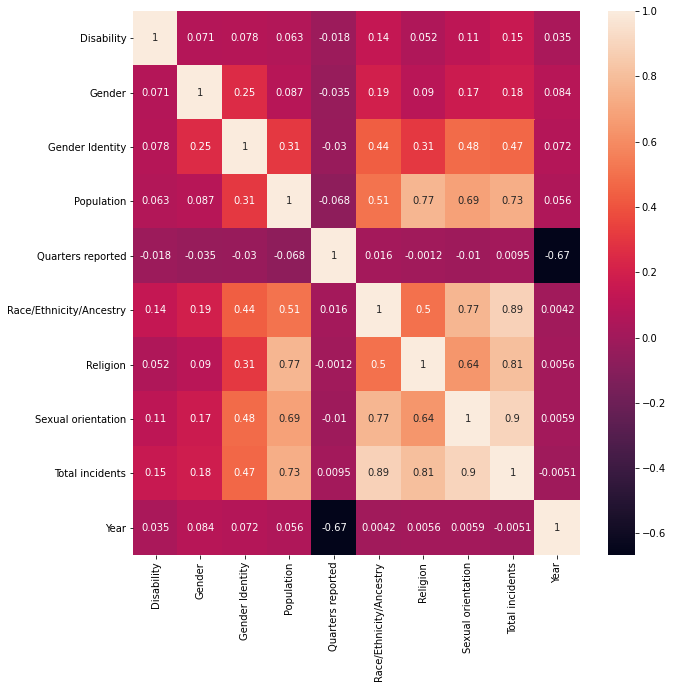 Disability 1 0.071 0.078 0.063 -0.018 0.14 0.052 0.11 0.15 0.035
Gender 0.071 1 0.25 0.087 -0.035 0.19 0.09 0.17 0.18 0.084
Gender Identity 0.078 0.25 1 0.31 -0.03 0.44 0.31 0.48 0.47 0.072
Population 0.063 0.087 0.31 1 -0.068 0.51 0.77 0.69 0.73 0.056
Quarters reported -0.018 -0.035 -0.03 -0.068 1 0.016 -0.0012 -0.01 0.0095 -0.67
Race/Ethnicity/Ancestry 0.14 0.19 0.44 0.51 0.016 1 0.5 0.77 0.89 0.0042
Religion 0.052 0.09 0.31 0.77 -0.0012 0.5 1 0.64 0.81 0.0056
Sexual orientation 0.11 0.17 0.48 0.69 -0.01 0.77 0.64 1 0.9 0.0059
Total incidents 0.15 0.18 0.47 0.73 0.0095 0.89 0.81 0.9 1 -0.0051
Year 0.035 0.084 0.072 0.056 -0.67 0.0042 0.0056 0.0059 -0.0051 1
Disability
Gender
Gender Identity
Population
Quarters reported
Race/Ethnicity/Ancestry
Religion
Sexual orientation
Total incidents
Year
1.0
0.8
0.6
0.4
0.2
0.0
−0.2
−0.4
−0.6